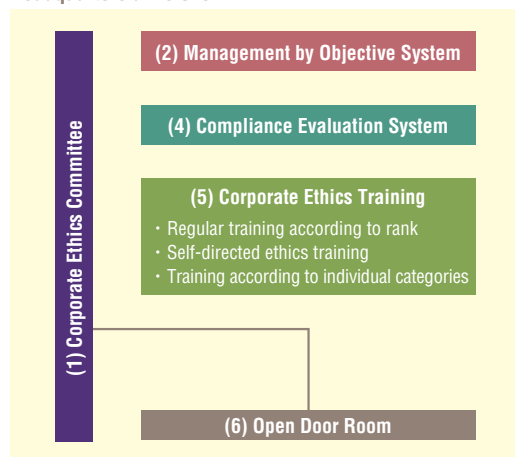 (1) Corporate Ethics Committee
(2) Management by Objective System
(4) Compliance Evaluation System
(5) Corporate Ethics Training
・Regular training according to rank
・Self-directed ethics training
・Training according to individual categories
(6) Open Door Room